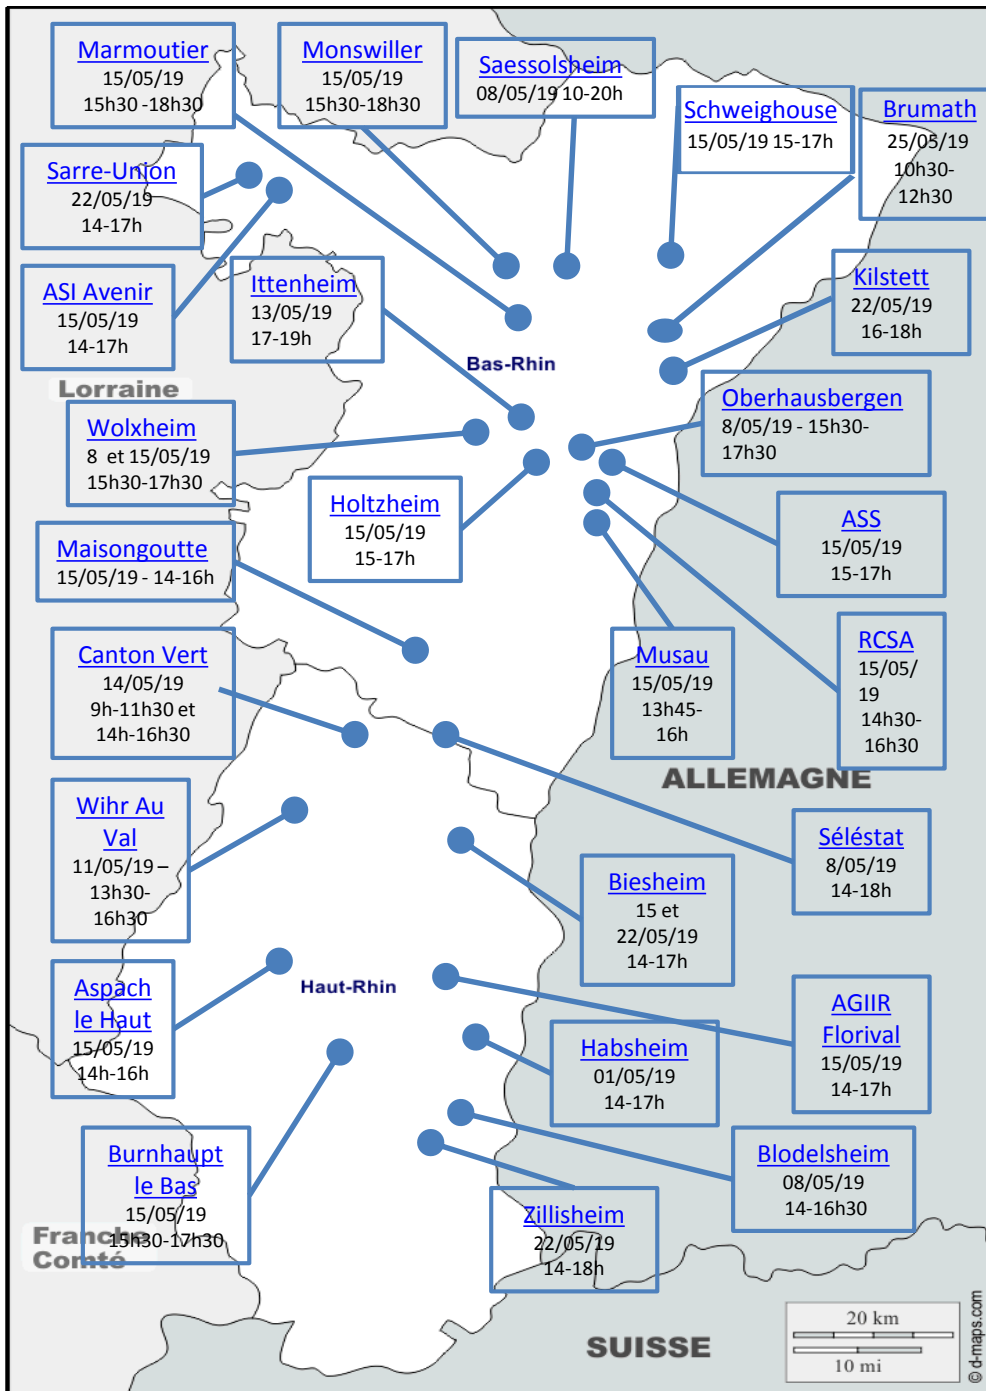 Marmoutier
15/05/19
15h30 -18h30
Monswiller
15/05/19
15h30-18h30
Saessolsheim
08/05/19 10-20h
Schweighouse
15/05/19 15-17h
Brumath
25/05/19
10h30-
12h30
Sarre-Union
22/05/19
14-17h
ASI Avenir
15/05/19
14-17h
Ittenheim
13/05/19
17-19h
Kilstett
22/05/19
16-18h
Bas-Rhin
Lorraine
Oberhausbergen
8/05/19 - 15h30-
17h30
Wolxheim
8 et 15/05/19
15h30-17h30
Holtzheim
15/05/19
15-17h
ASS
15/05/19
15-17h
Maisongoutte
15/05/19 - 14-16h
Canton Vert
14/05/19
9h-11h30 et
14h-16h30
Musau
15/05/19
13h45-
16h
RCSA
15/05/
19
14h30-
16h30
ALLEMAGNE
Wihr Au
Val
11/05/19 –
13h30-
16h30
Séléstat
8/05/19
14-18h
Biesheim
15 et
22/05/19
14-17h
Aspach
le Haut
15/05/19
14h-16h
Haut-Rhin
AGIIR
Florival
15/05/19
14-17h
Habsheim
01/05/19
14-17h
Burnhaupt
le Bas
15/05/19
15h30-17h30
Blodelsheim
08/05/19
14-16h30
Zillisheim
22/05/19
14-18h
Franche
Comté
SUISSE
20 km
10 mi
© d-maps.com